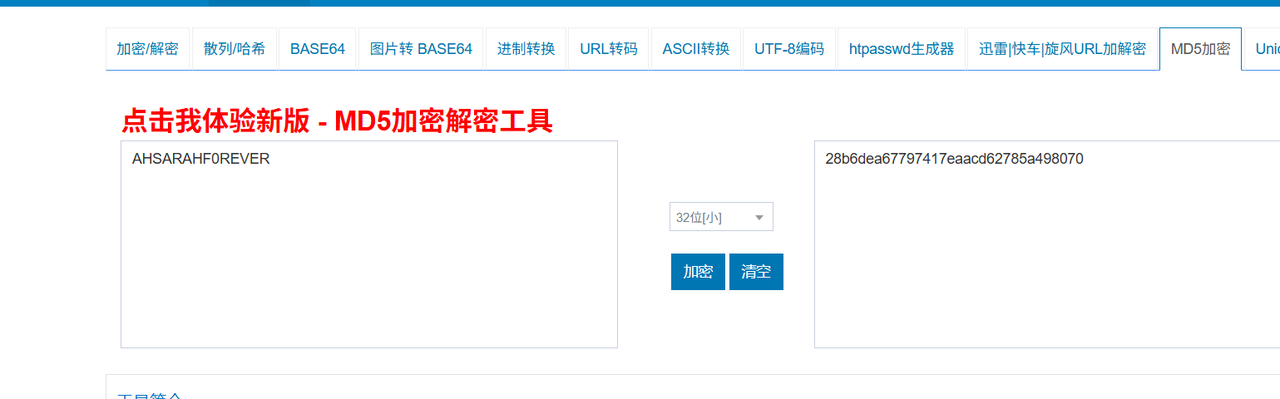 加密/解密 散列/哈希 BASE64 图片转 BASE64 进制转换 URL转码 ASCII转换 UTF-8编码 htpasswd生成器 迅雷|快车|旋风URL加解密 MD5加密
点击我体验新版 - MD5加密解密工具
AHSARAHF0REVER
28b6dea67797417eaacd62785a498070
32位[小]
加密 清空